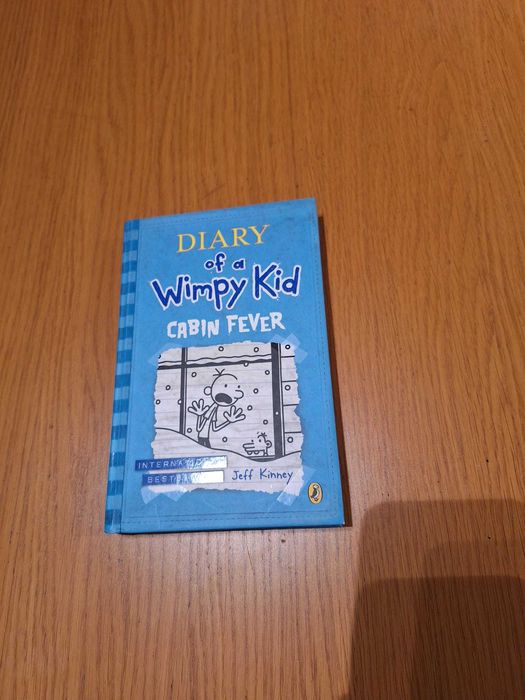 DIARY
of a
Wimpy Kid
CABIN FEVER
Jeff Kinney